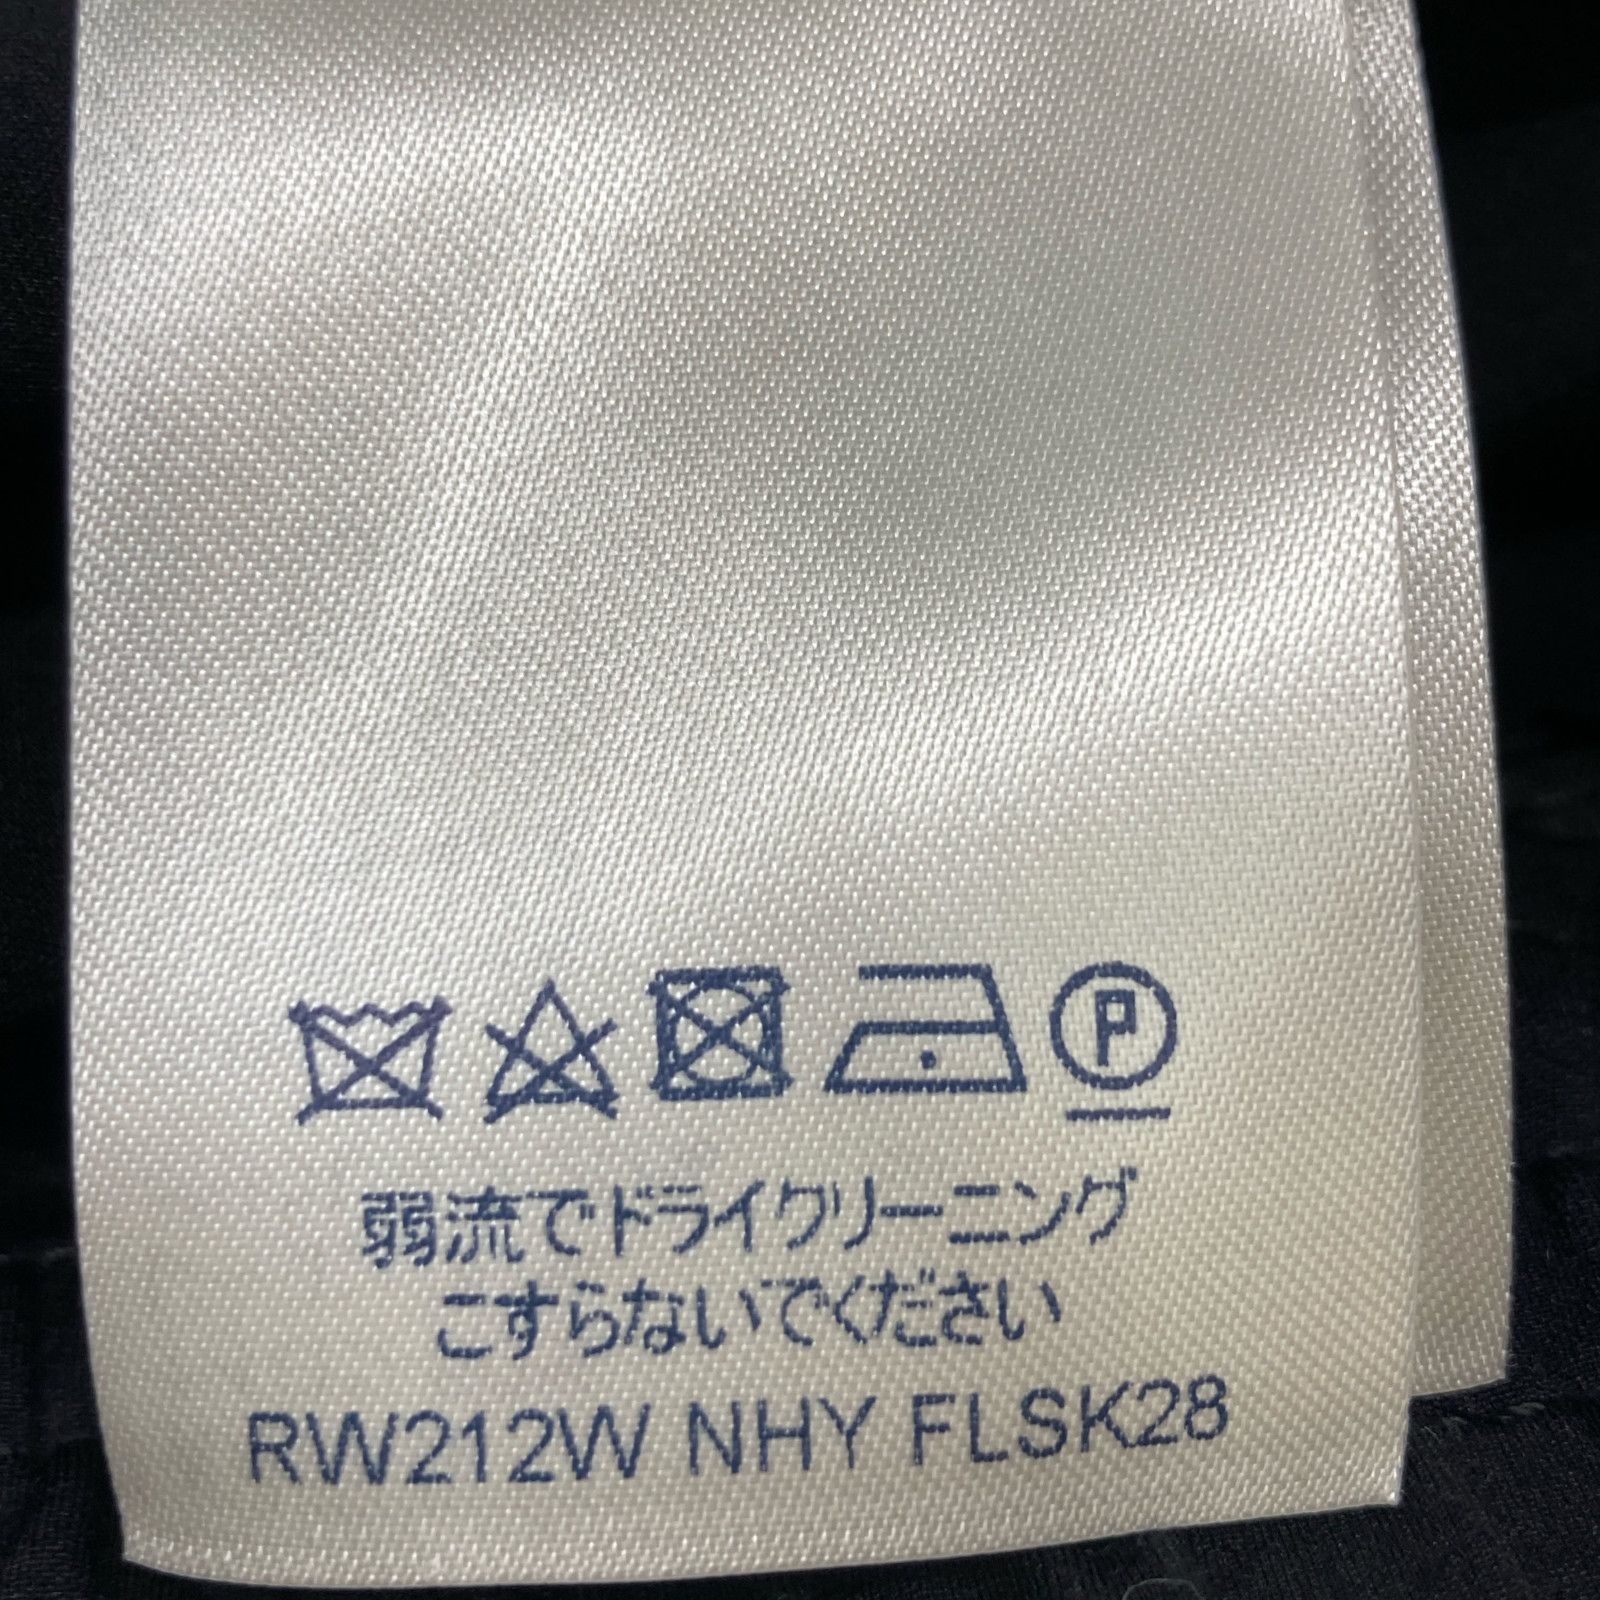 P
弱流でドライクリーニング
こすらないでください
RW212W NHY FLSK28